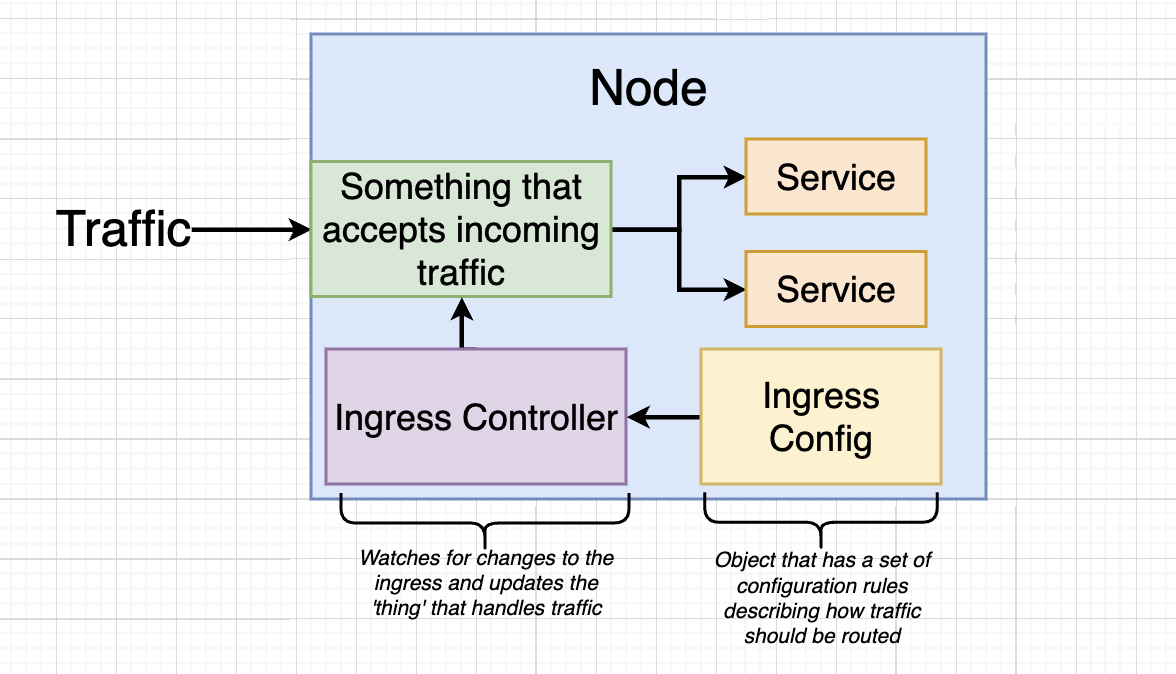 Node
Traffic
Something that
accepts incoming
traffic
Service
Service
Ingress Controller
Ingress
Config
Watches for changes to the
ingress and updates the
'thing' that handles traffic
Object that has a set of
configuration rules
describing how traffic
should be routed